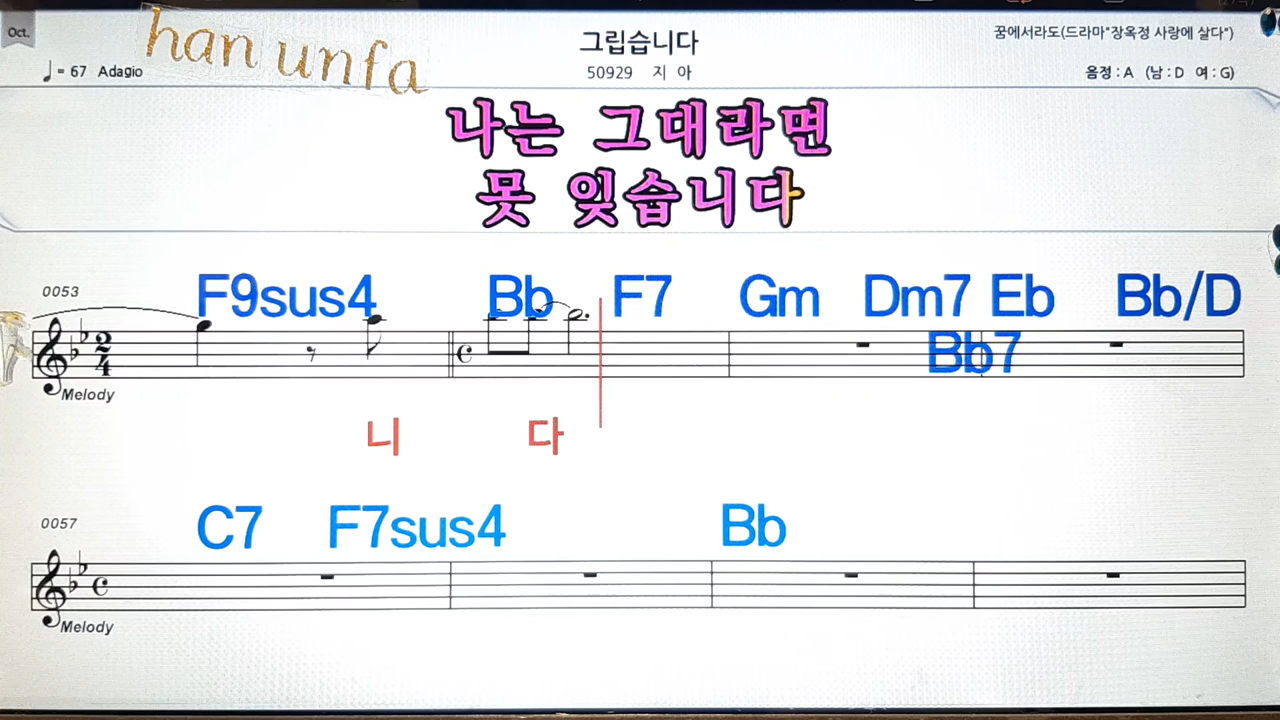 Oct.
han unfa
그립습니다
꿈에서라도(드라마"장옥정 사랑에 살다")
♩= 67 Adagio
50929 지 아
음정 : A (남 : D 여 : G)
나는 그대라면
못 잊습니다
0053
F9sus4 Bb F7 Gm Dm7 Eb Bb/D
Bb7
2
4
Melody
니 다
0057
C7 F7sus4 Bb
Melody